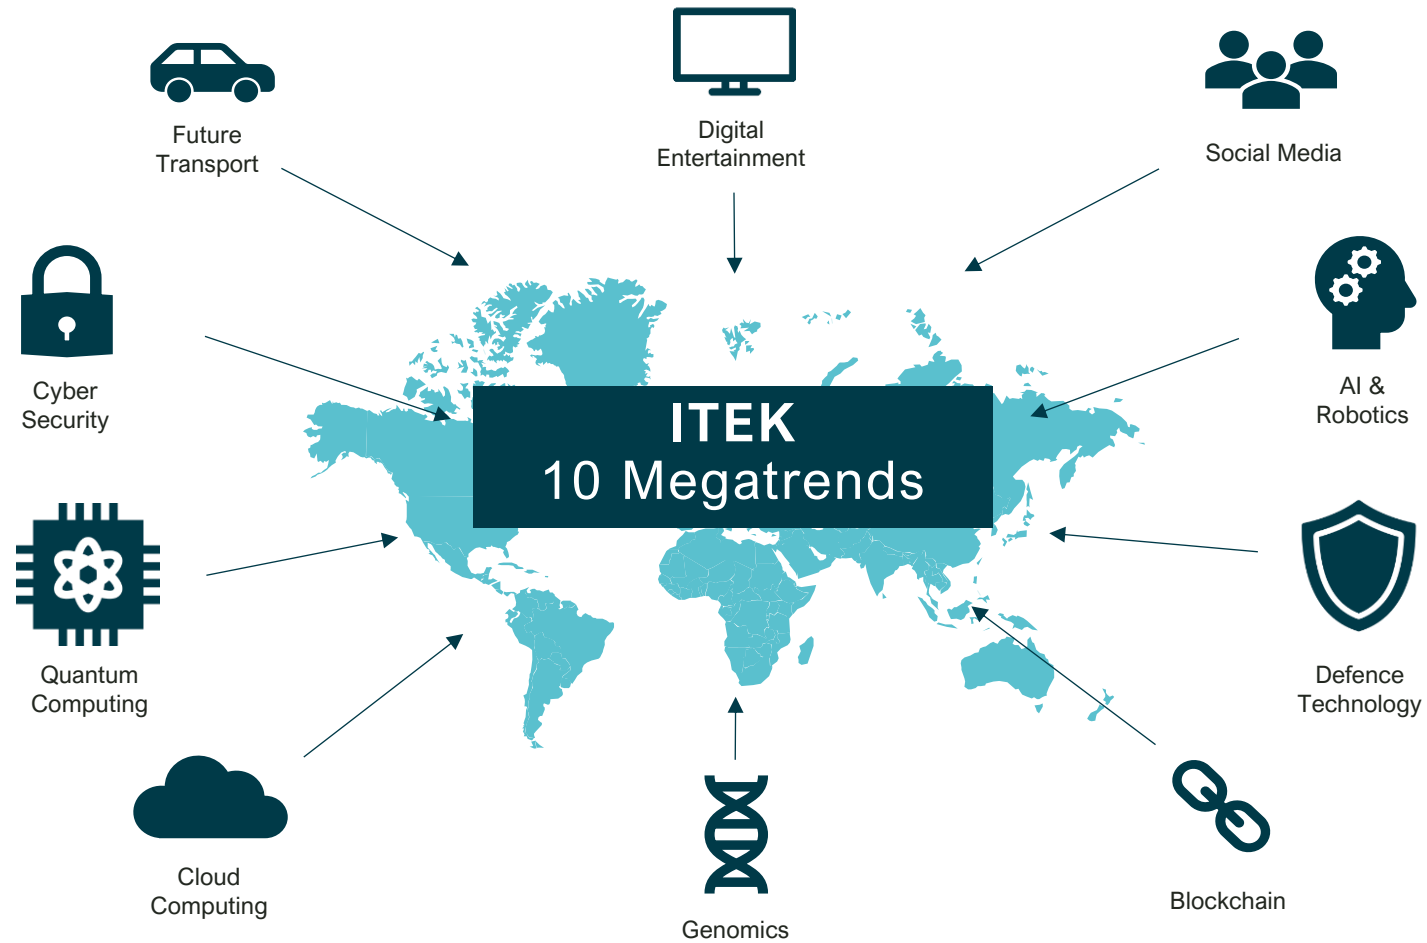 Future
Transport
Digital
Entertainment
Social Media
Cyber
Security
ITEK
10 Megatrends
AI &
Robotics
Quantum
Computing
Defence
Technology
Cloud
Computing
Genomics
Blockchain